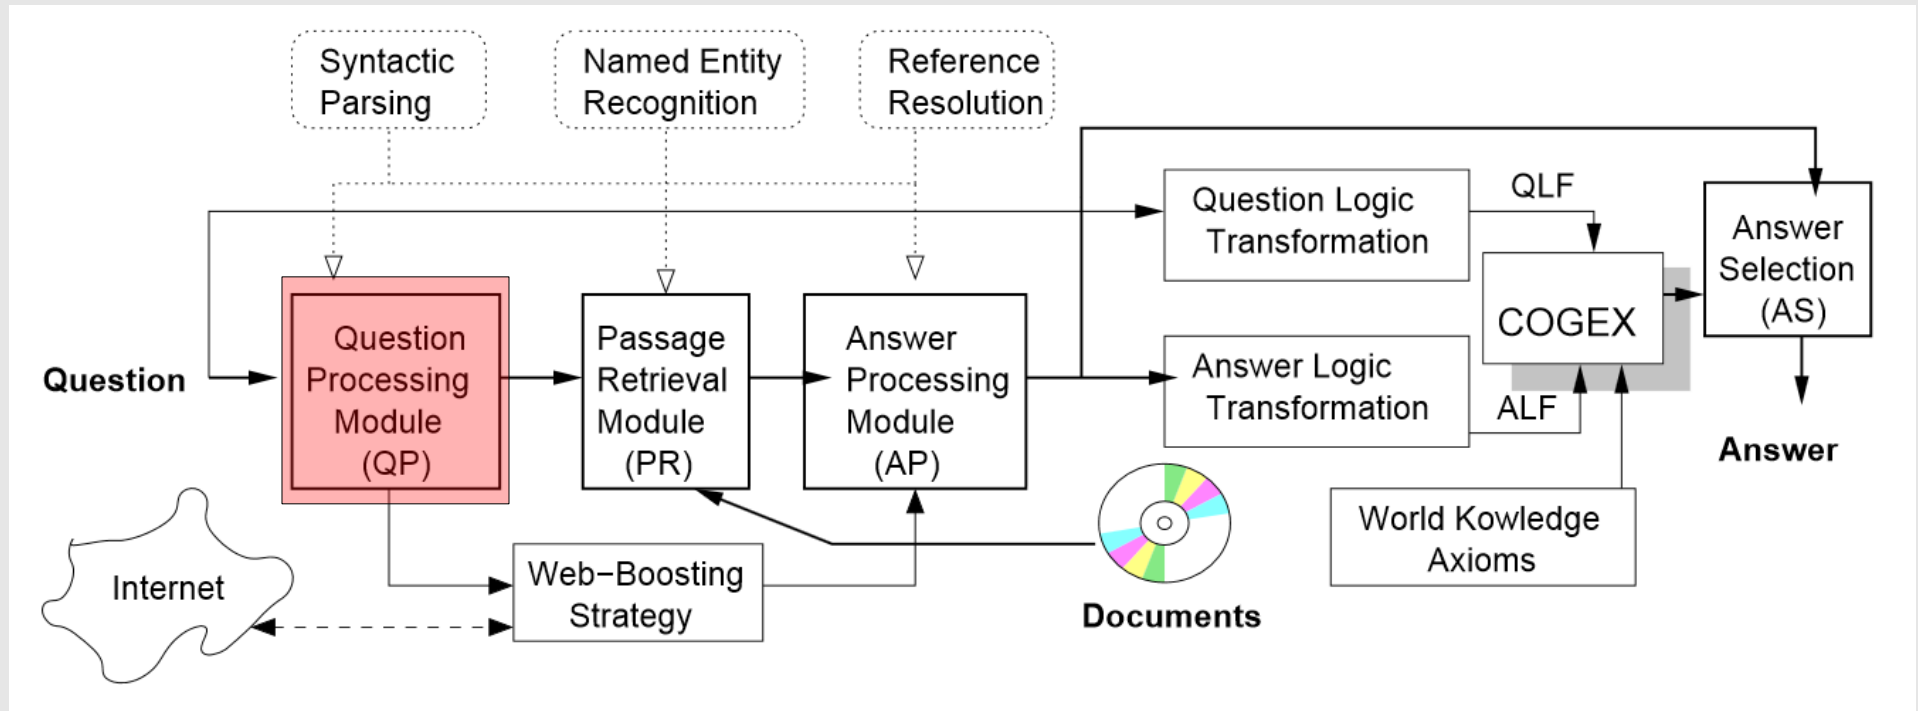 Syntactic
Parsing
Named Entity
Recognition
Reference
Resolution
Question Logic
Transformation
QLF
Answer
Selection
(AS)
COGEX
Question
Question
Processing
Module
(QP)
Passage
Retrieval
Module
(PR)
Answer
Processing
Module
(AP)
Answer Logic
Transformation
ALF
Answer
Internet
Web−Boosting
Strategy
Documents
World Kowledge
Axioms